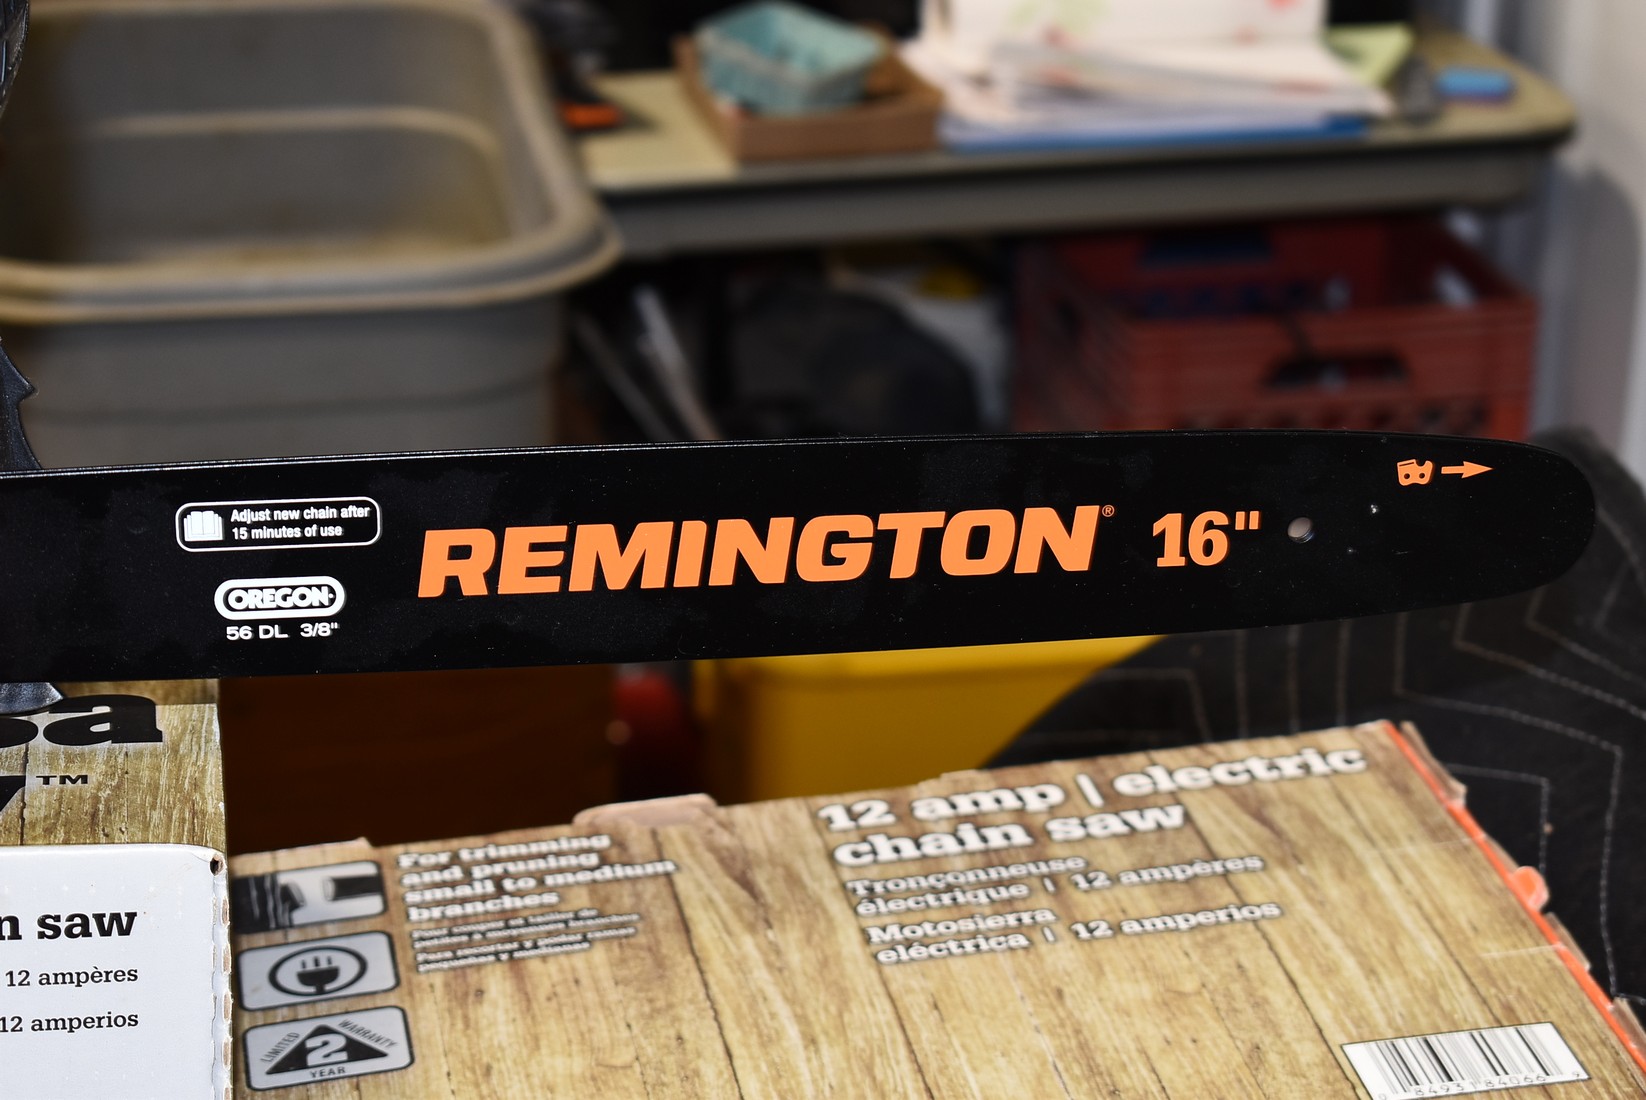 Adjust new chain after
15 minutes of use
OREGON
56 DL 3/8"
REMINGTON® 16"
sa
™
n saw
12 ampères
12 amperios
For trimming
and pruning
small to medium
branches
LIMITED WARRANTY
2
YEAR
12 amp | electric
chain saw
Tronçonneuse
électrique | 12 ampères
Motosierra
eléctrica | 12 amperios